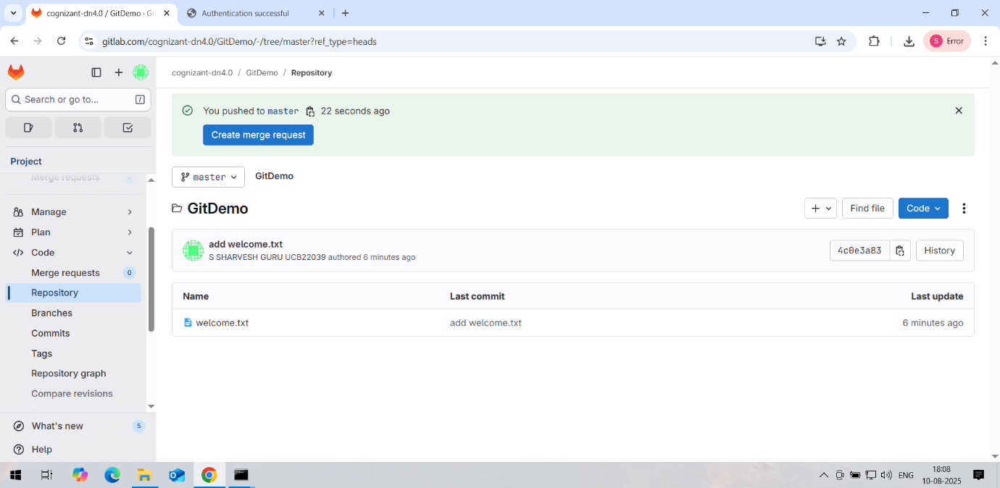 cognizant-dn4.0 / GitDemo · Gi
Authentication successful
gitlab.com/cognizant-dn4.0/GitDemo/-/tree/master?ref_type=heads
S Error
cognizant-dn4.0 / GitDemo / Repository
Search or go to... /
You pushed to master 22 seconds ago
Create merge request
Project
Merge requests 0
Manage
Plan
Code
Merge requests 0
Repository
Branches
Commits
Tags
Repository graph
Compare revisions
What's new 5
Help
master GitDemo
GitDemo
Find file
Code
add welcome.txt
S SHARVESH GURU UCB22039 authored 6 minutes ago
4c0e3a83
History
Name Last commit Last update
welcome.txt add welcome.txt 6 minutes ago
ENG
18:08
10-08-2025